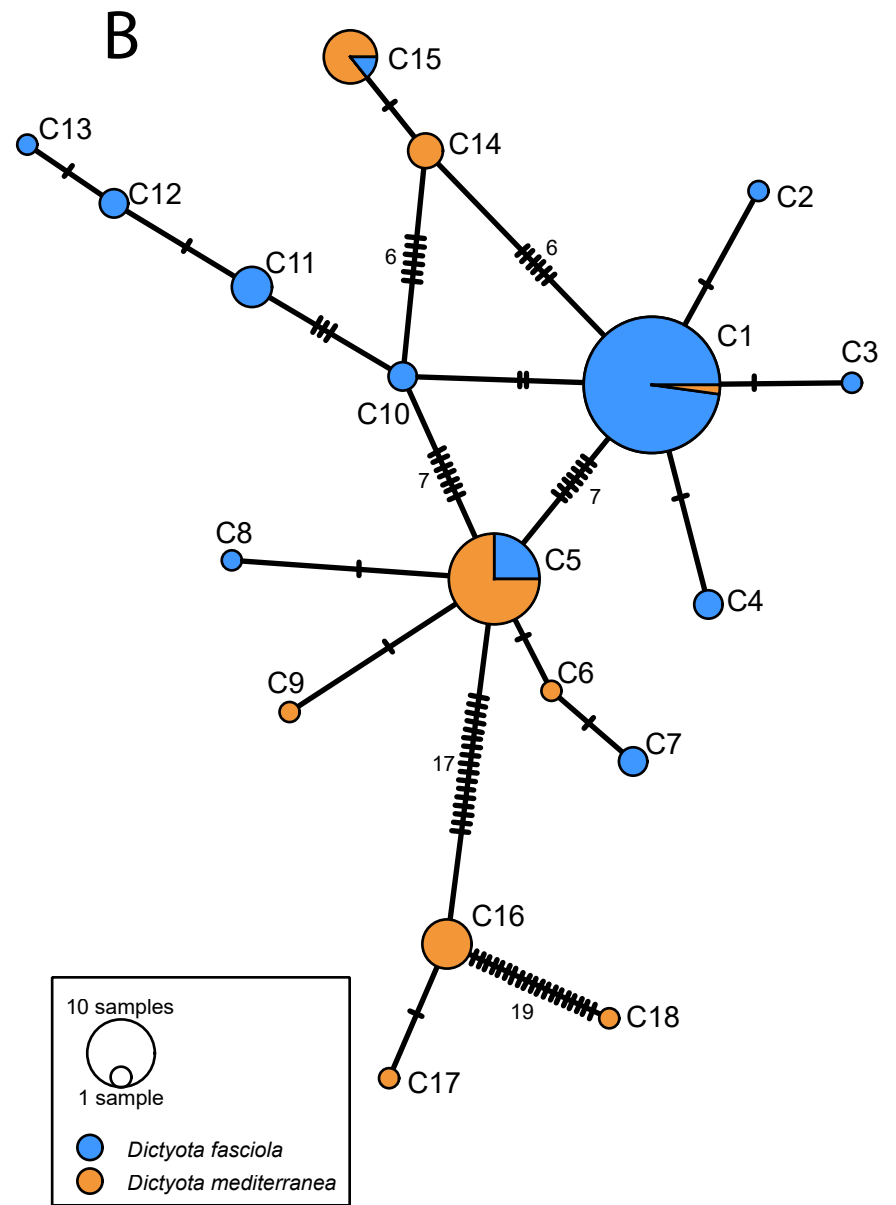 B
C15
C13
C14
C12
C2
6
6
C11
C1
C3
C10
7
7
C8
C5
C4
C6
C9
C7
17
C16
19
C18
C17
10 samples
1 sample
Dictyota fasciola
Dictyota mediterranea